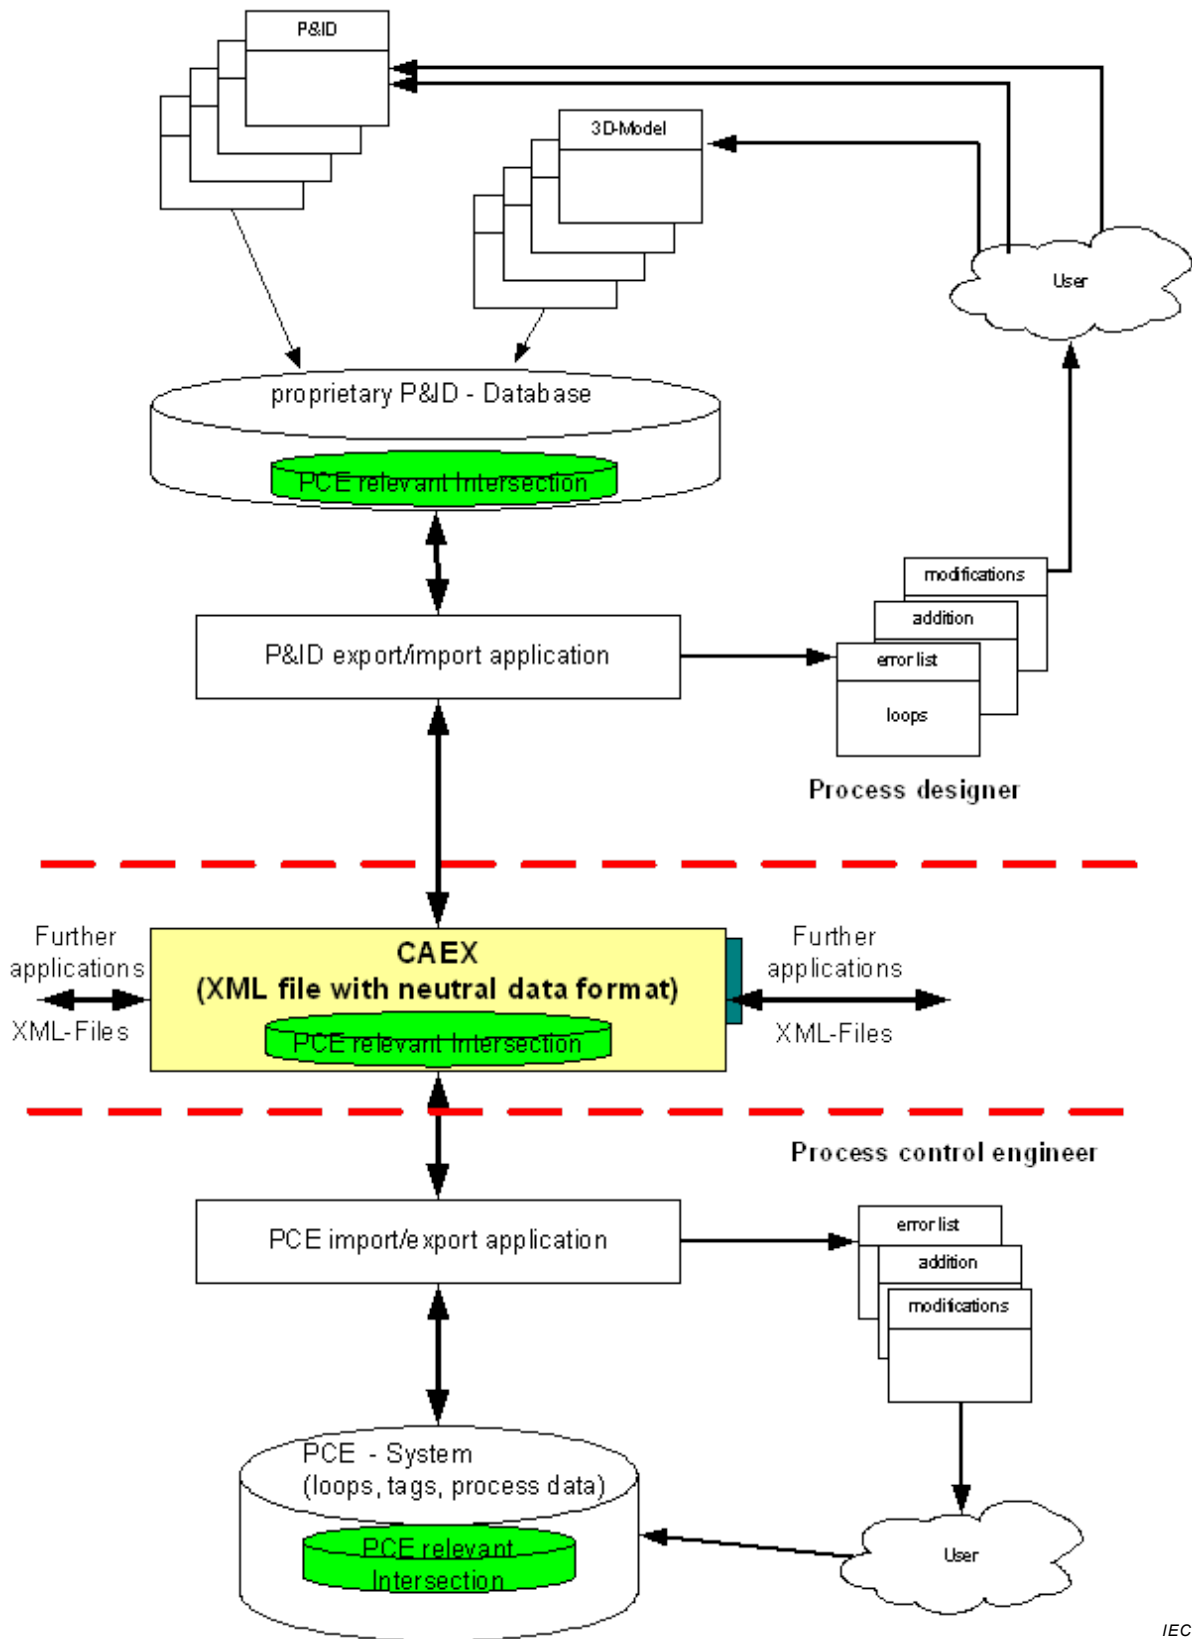 P&ID
3D-Model
User
proprietary P&ID - Database
PCE relevant Intersection
modifications
addition
error list
loops
P&ID export/import application
Process designer
Further
applications
XML-Files
CAEX
(XML file with neutral data format)
PCE relevant Intersection
Further
applications
XML-Files
Process control engineer
PCE import/export application
error list
addition
modifications
PCE - System
(loops, tags, process data)
PCE relevant
Intersection
User
IEC